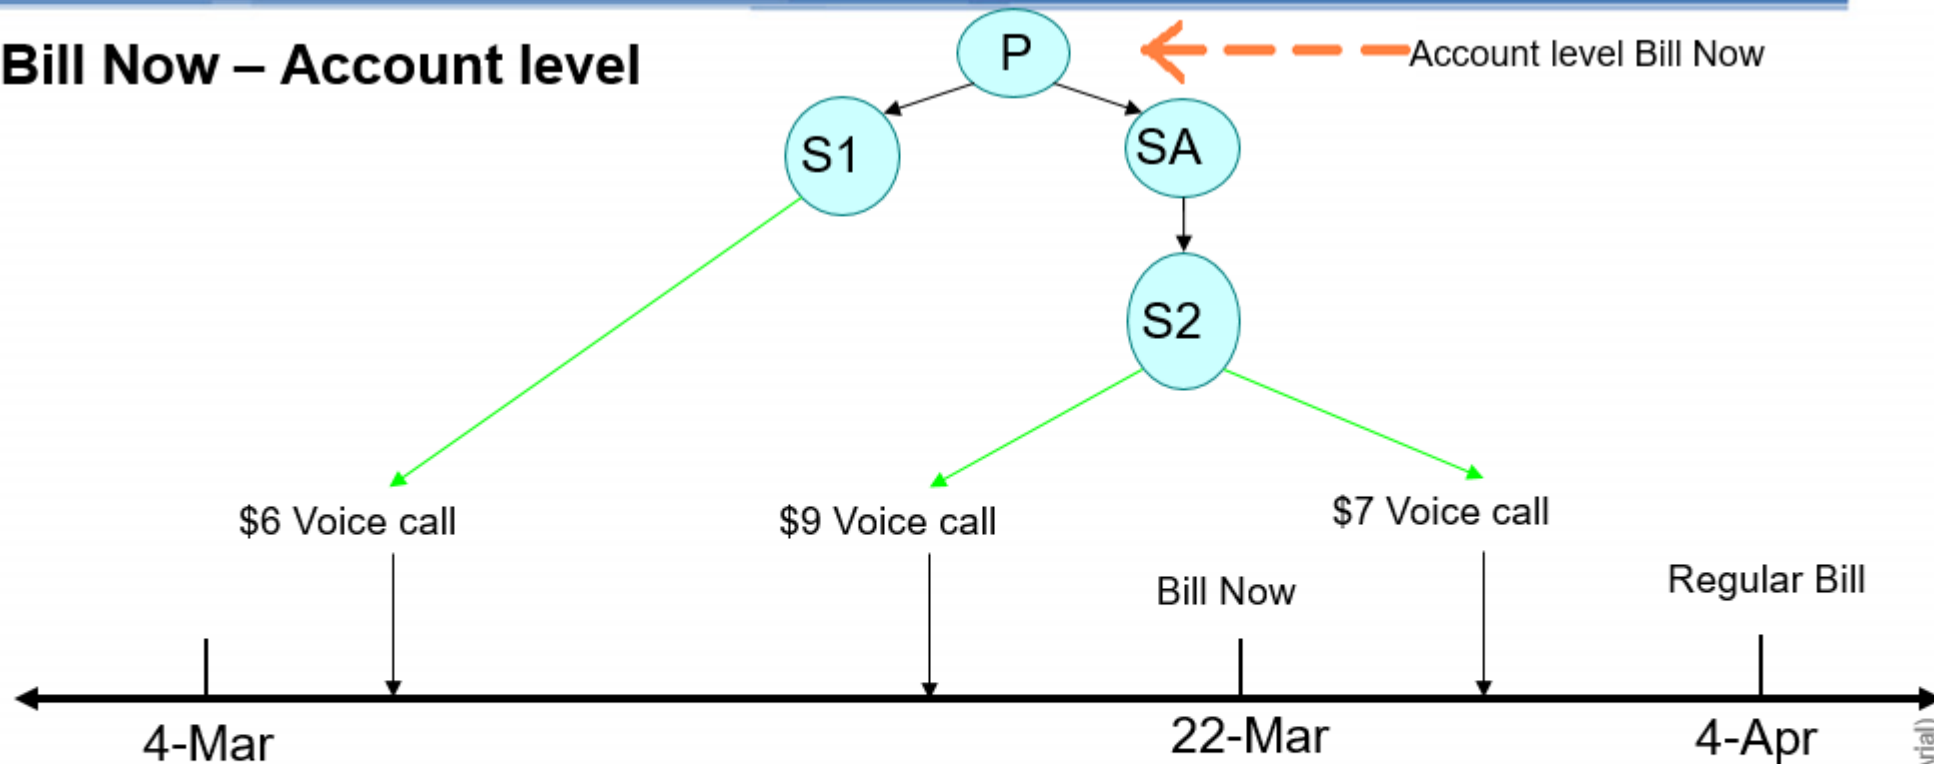 P
Account level Bill Now
Bill Now – Account level
S1
SA
S2
$6 Voice call
$9 Voice call
$7 Voice call
Bill Now
Regular Bill
4-Mar
22-Mar
4-Apr